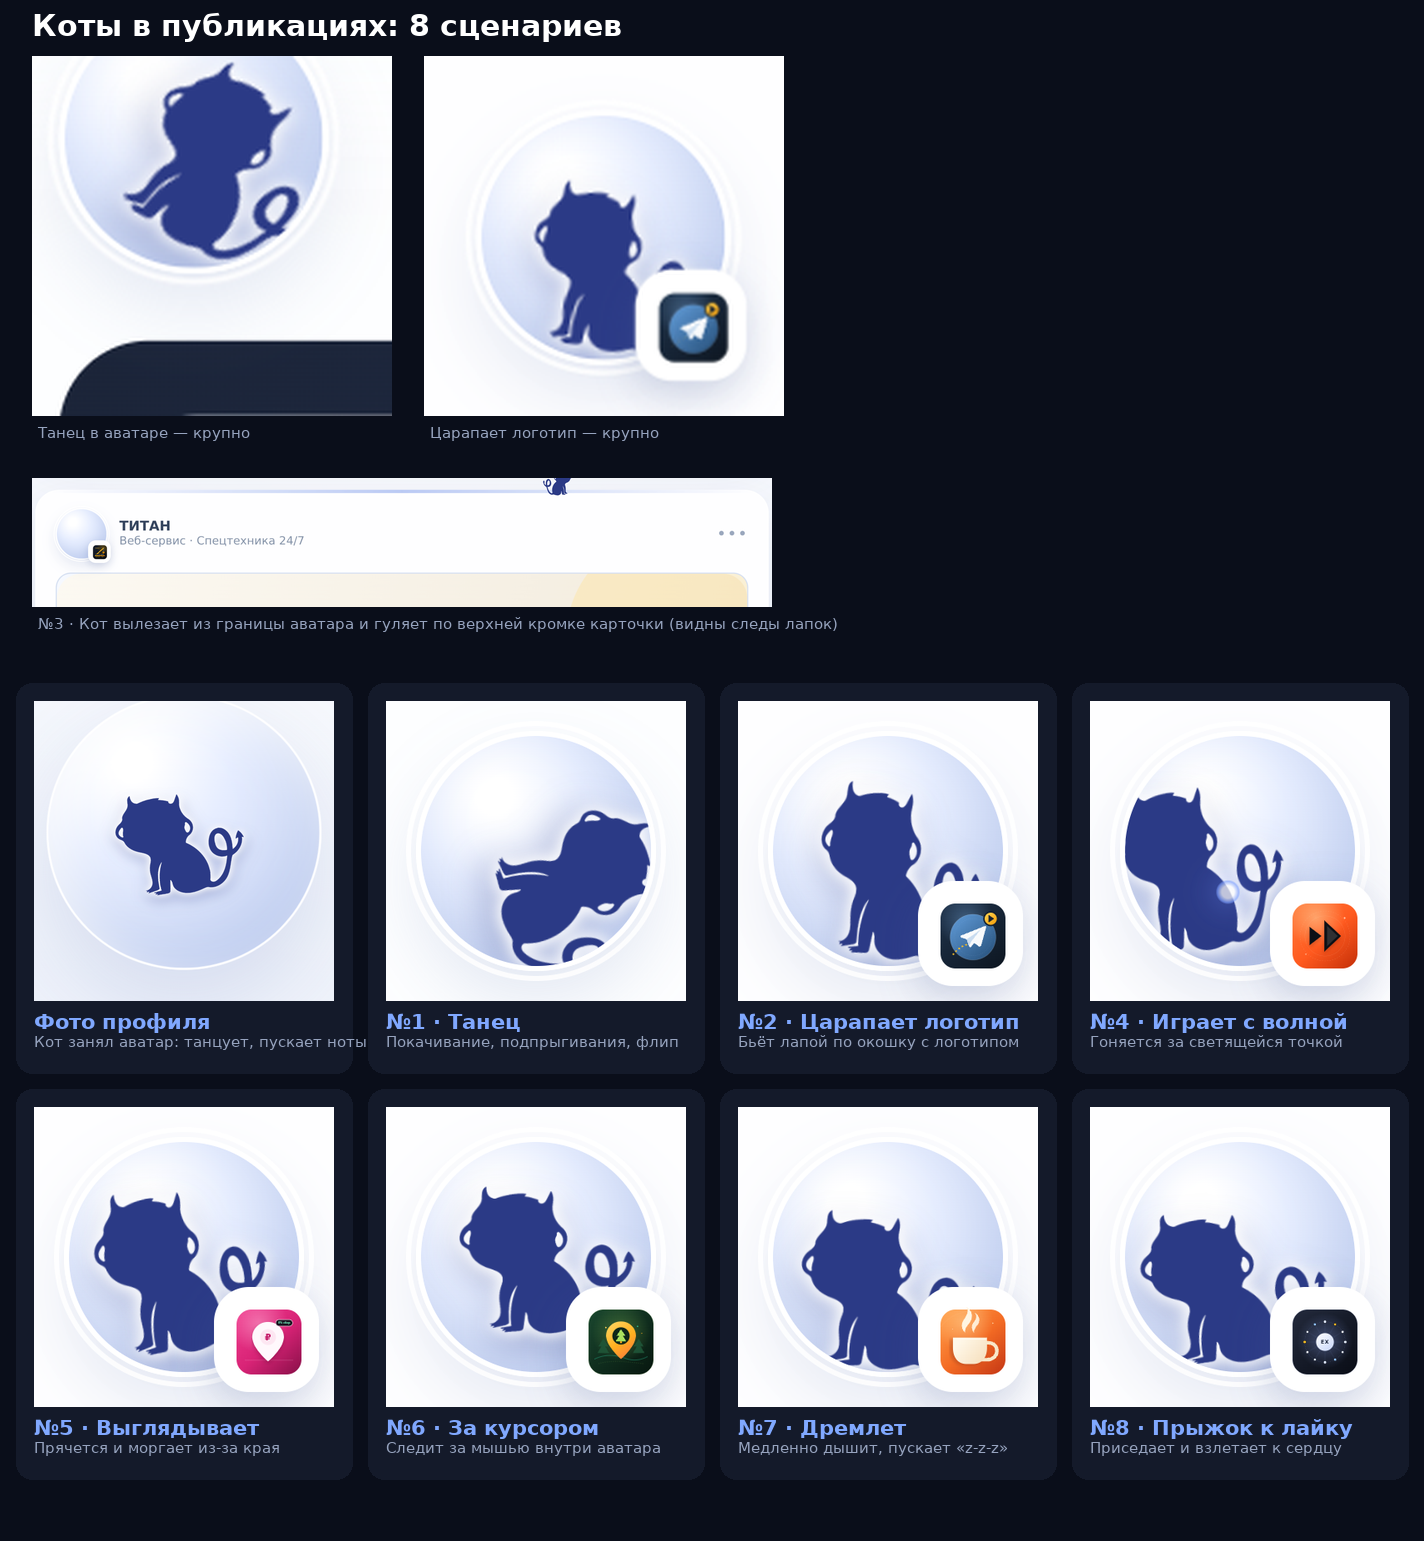 Коты в публикациях: 8 сценариев
Танец в аватаре — крупно
Царапает логотип — крупно
ТИТАН
Веб-сервис · Спецтехника 24/7
№3 · Кот вылезает из границы аватара и гуляет по верхней кромке карточки (видны следы лапок)
Фото профиля
Кот занял аватар: танцует, пускает ноты
№1 · Танец
Покачивание, подпрыгивания, флип
№2 · Царапает логотип
Бьёт лапой по окошку с логотипом
№4 · Играет с волной
Гоняется за светящейся точкой
№5 · Выглядывает
Прячется и моргает из-за края
№6 · За курсором
Следит за мышью внутри аватара
№7 · Дремлет
Медленно дышит, пускает «z-z-z»
EX
№8 · Прыжок к лайку
Приседает и взлетает к сердцу